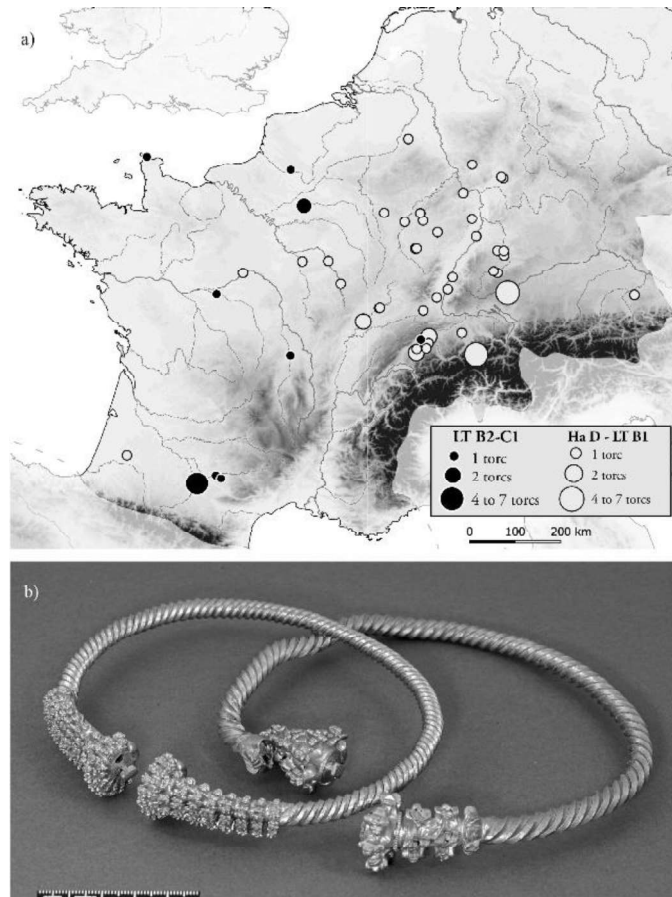 a)
LT B2-C1
Ha D - LT B1
1 torc
1 torc
2 torcs
2 torcs
4 to 7 torcs
4 to 7 torcs
0 100 200 km
b)